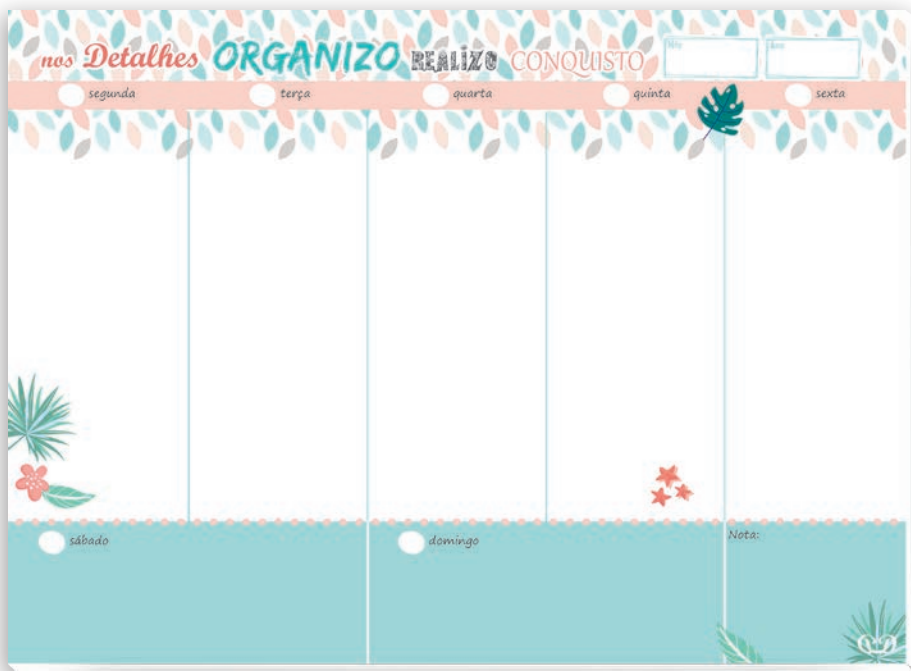 nos Detalhes ORGANIZO REALIZO CONQUISTO
segunda terça quarta quinta sexta
sábado domingo Nota: